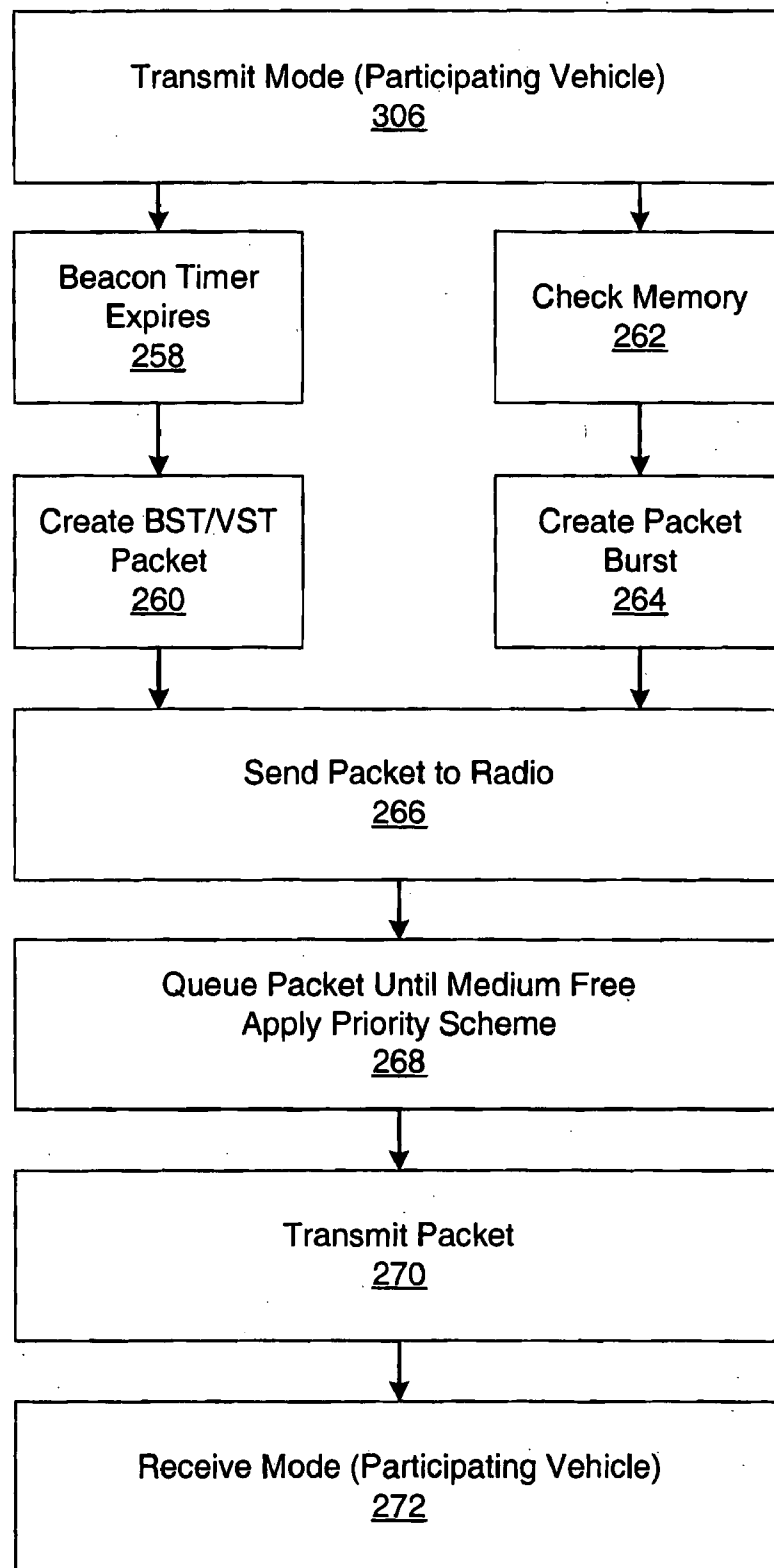 Transmit Mode (Participating Vehicle)
306
Beacon Timer
Expires
258
Check Memory
262
Create BST/VST
Packet
260
Create Packet
Burst
264
Send Packet to Radio
266
Queue Packet Until Medium Free
Apply Priority Scheme
268
Transmit Packet
270
Receive Mode (Participating Vehicle)
272